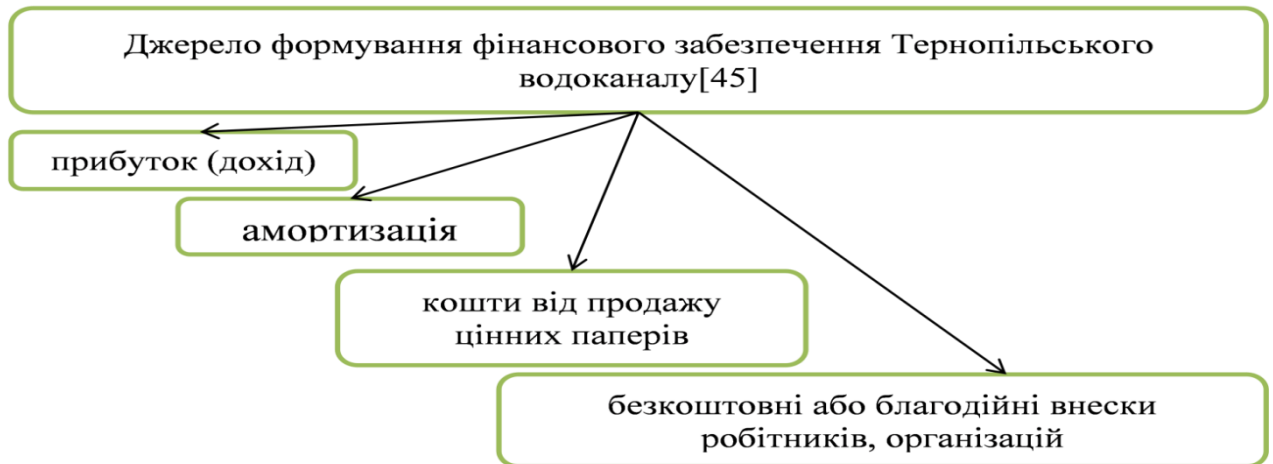 Джерело формування фінансового забезпечення Тернопільського
водоканалу[45]
прибуток (дохід)
амортизація
кошти від продажу
цінних паперів
безкоштовні або благодійні внески
робітників, організацій